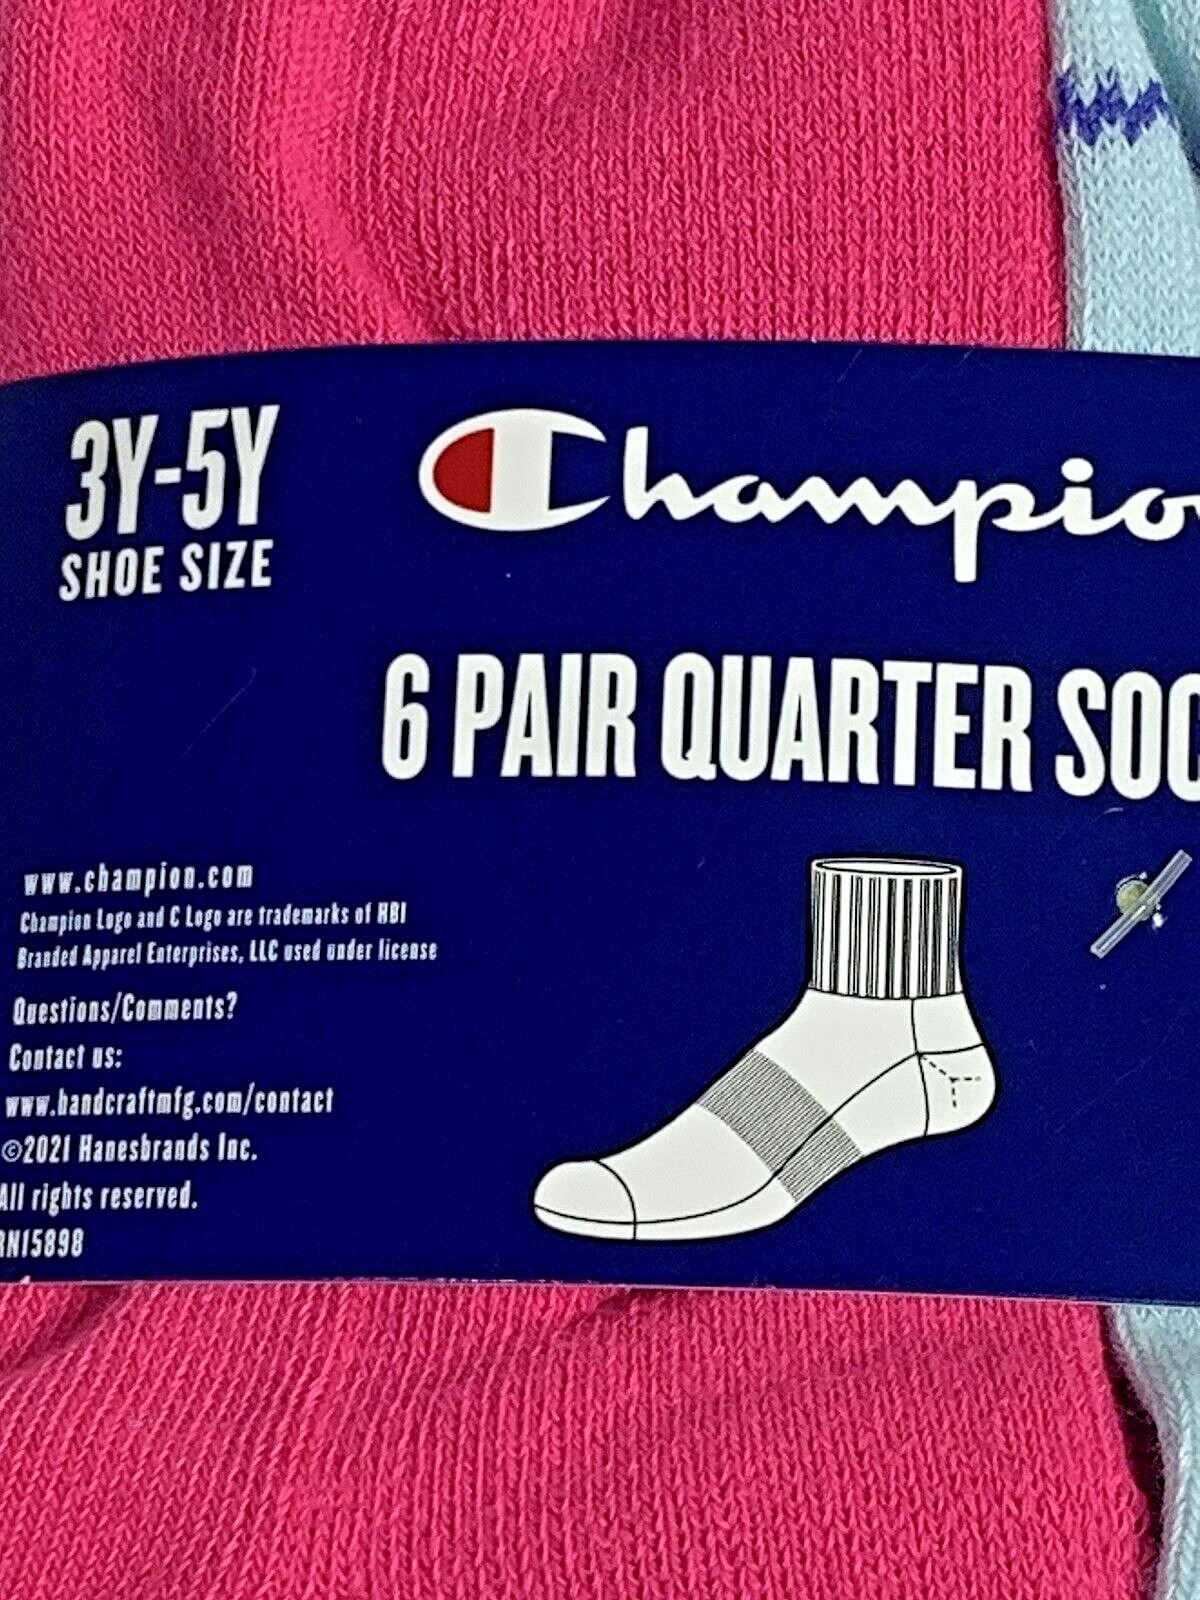 3Y-5Y
SHOE SIZE
Champio
6 PAIR QUARTER SOC
www.champion.com
Champion Logo and C Logo are trademarks of HBI
Branded Apparel Enterprises, LLC used under license
Questions/Comments?
Contact us:
www.handcraftmfg.com/contact
©2021 Hanesbrands Inc.
All rights reserved.
RN15898